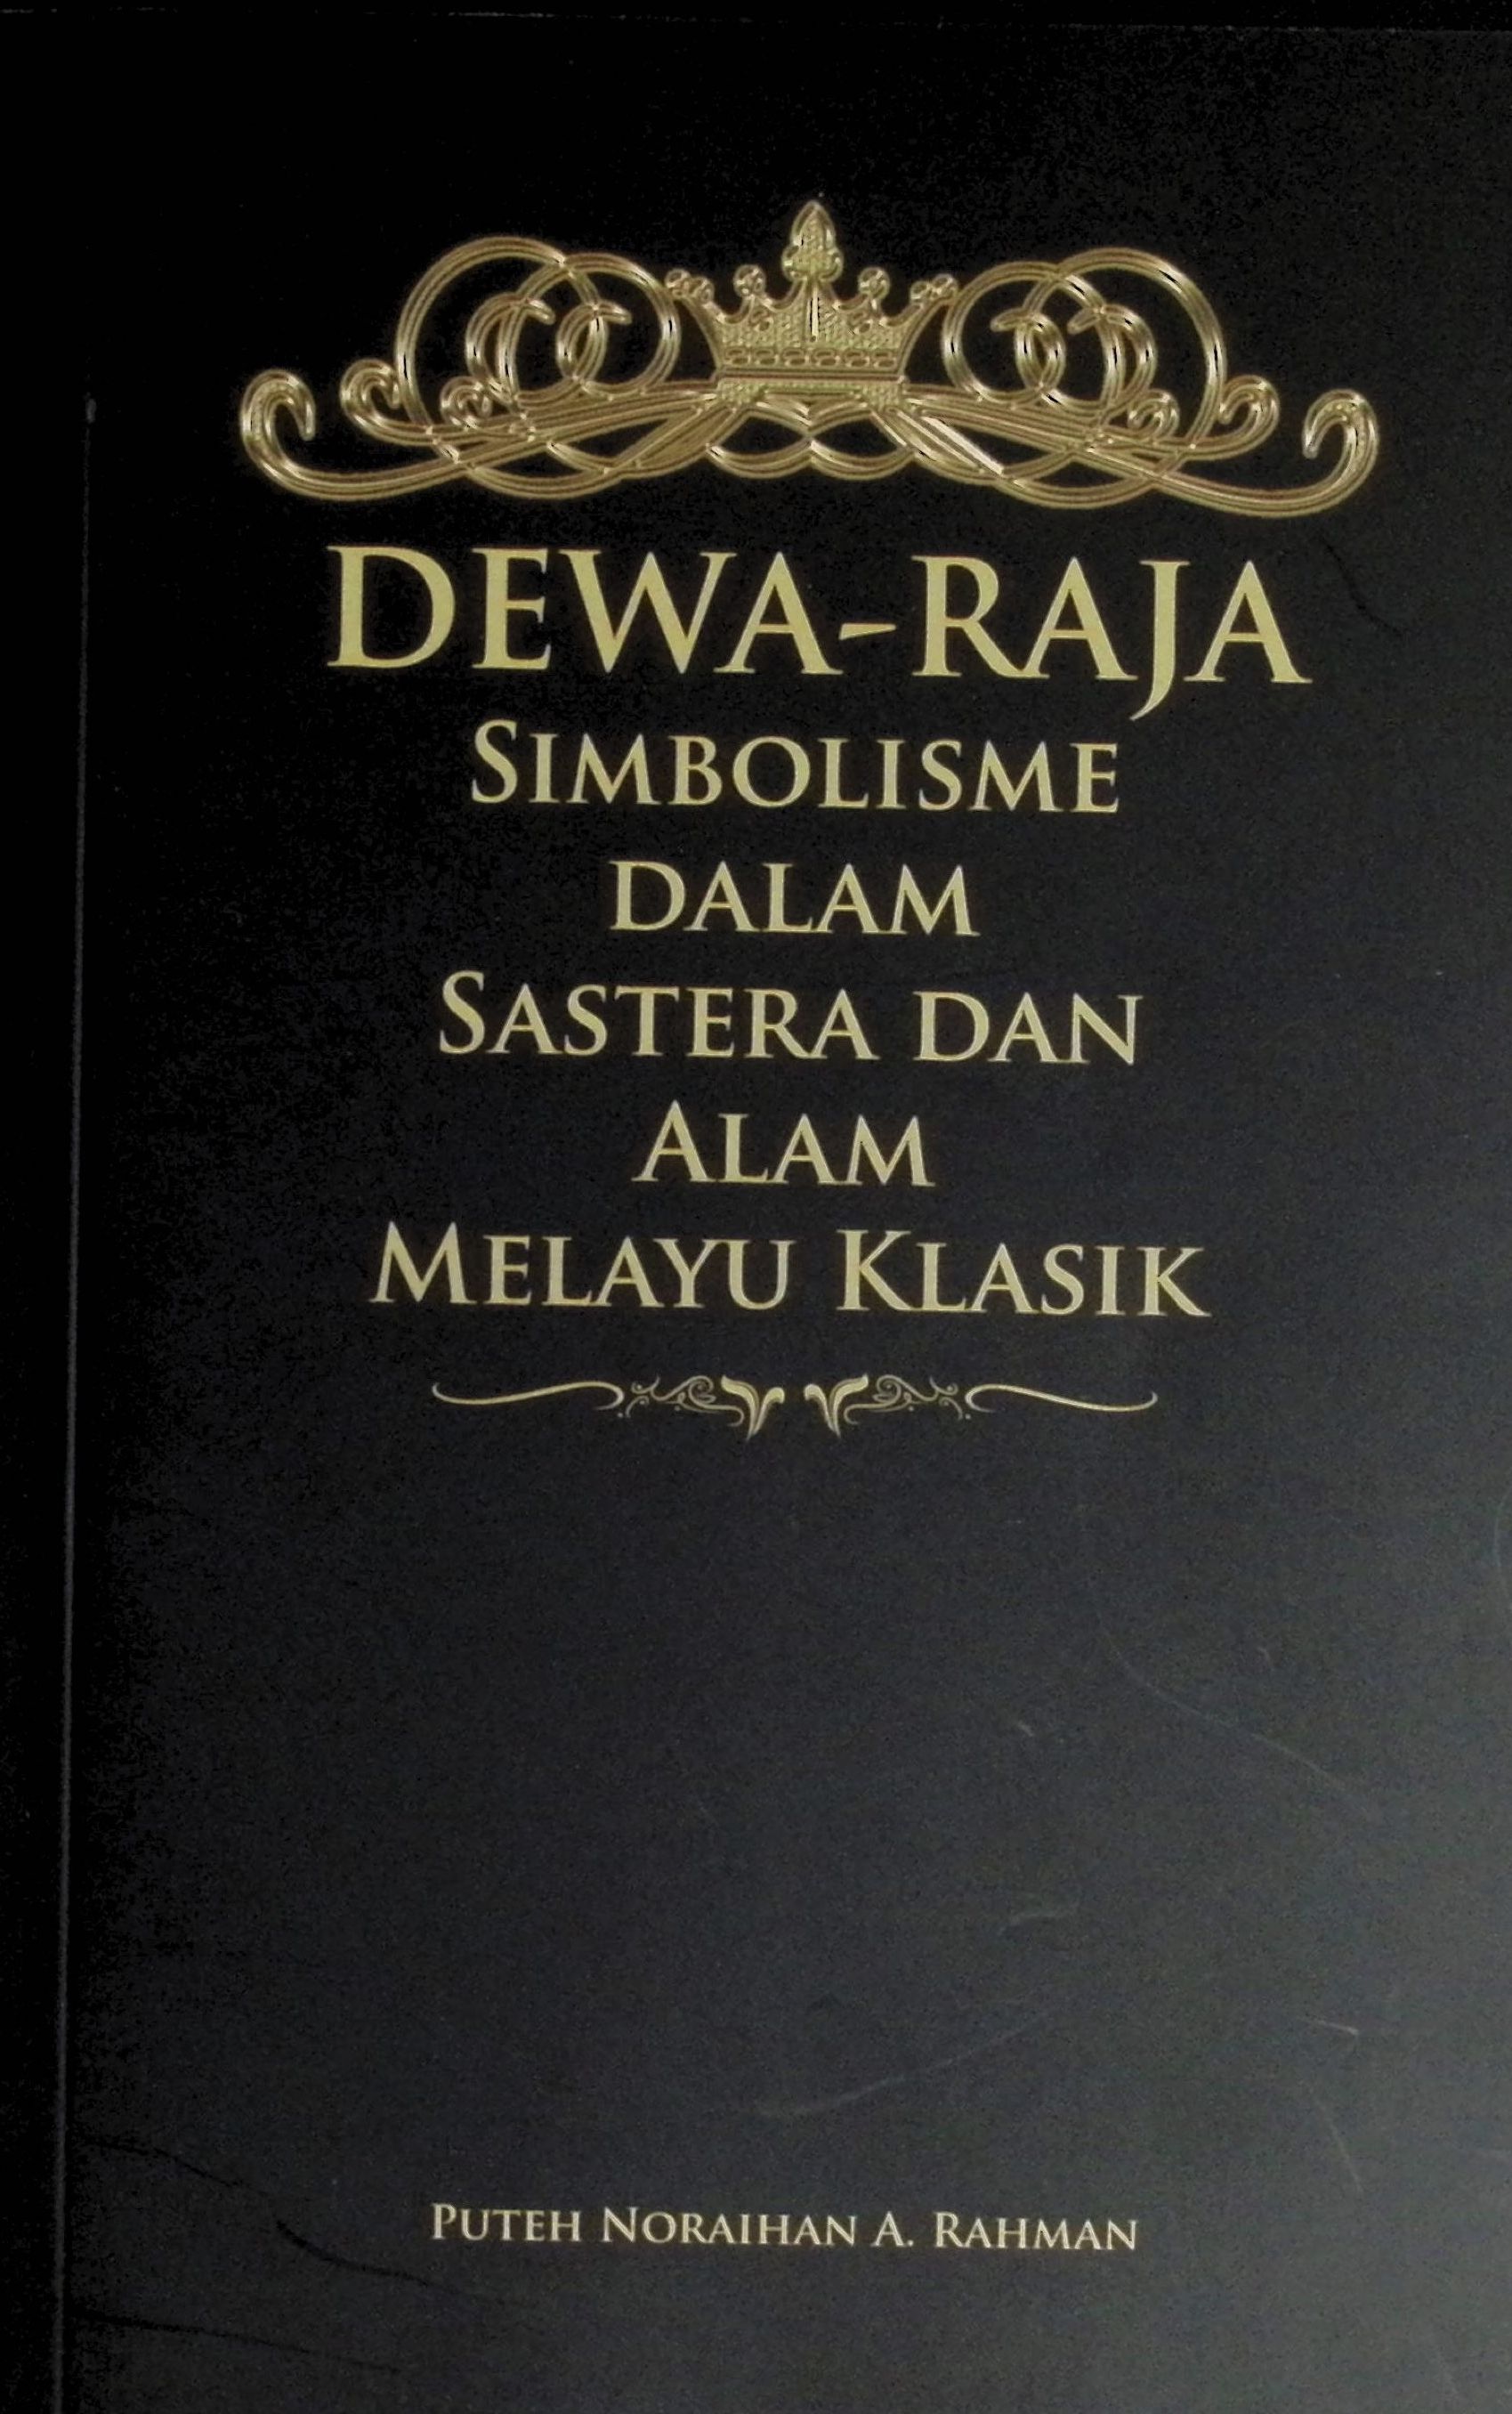 DEWA-RAJA
SIMBOLISME
DALAM
SASTERA DAN
ALAM
MELAYU KLASIK
PUTEH NORAIHAN A. RAHMAN